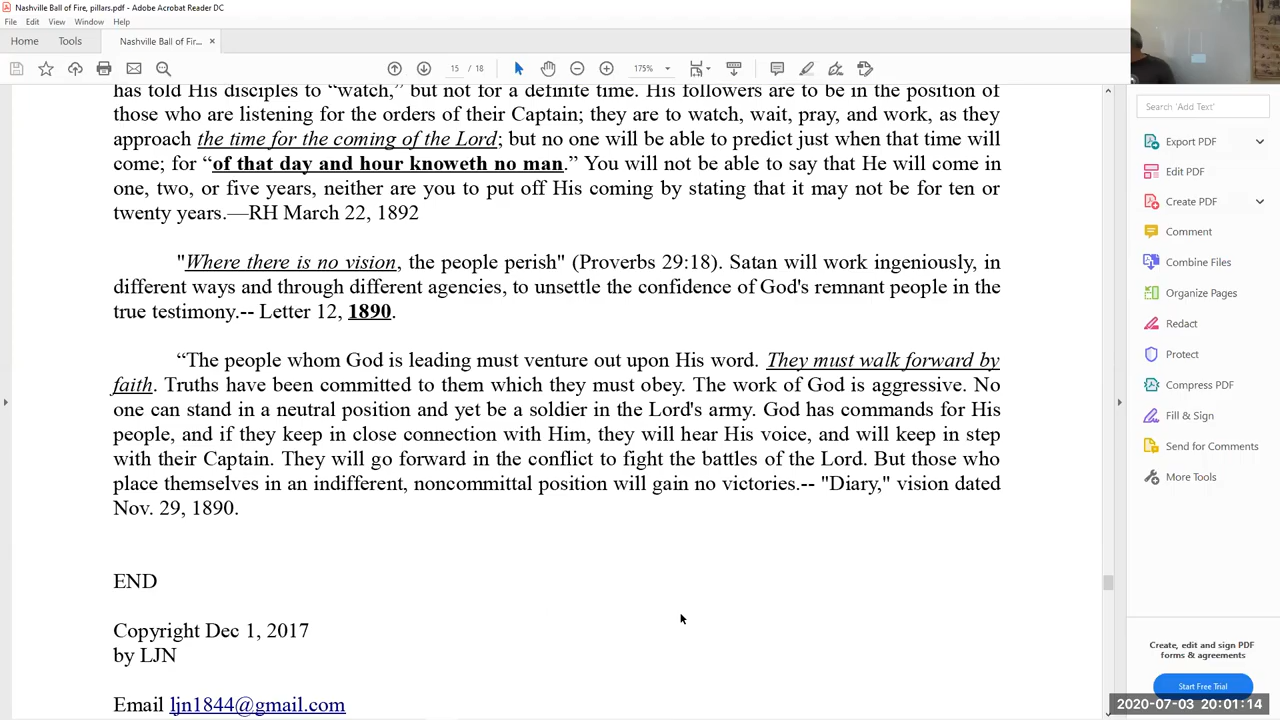 Nashville Ball of Fire, pillars.pdf - Adobe Acrobat Reader DC
File Edit View Window Help
Home Tools Nashville Ball of Fir... ×
15 / 18 175%
has told His disciples to “watch,” but not for a definite time. His followers are to be in the position of
those who are listening for the orders of their Captain; they are to watch, wait, pray, and work, as they
approach the time for the coming of the Lord; but no one will be able to predict just when that time will
come; for “of that day and hour knoweth no man.” You will not be able to say that He will come in
one, two, or five years, neither are you to put off His coming by stating that it may not be for ten or
twenty years.—RH March 22, 1892
"Where there is no vision, the people perish" (Proverbs 29:18). Satan will work ingeniously, in
different ways and through different agencies, to unsettle the confidence of God's remnant people in the
true testimony.-- Letter 12, 1890.
“The people whom God is leading must venture out upon His word. They must walk forward by
faith. Truths have been committed to them which they must obey. The work of God is aggressive. No
one can stand in a neutral position and yet be a soldier in the Lord's army. God has commands for His
people, and if they keep in close connection with Him, they will hear His voice, and will keep in step
with their Captain. They will go forward in the conflict to fight the battles of the Lord. But those who
place themselves in an indifferent, noncommittal position will gain no victories.-- "Diary," vision dated
Nov. 29, 1890.
END
Copyright Dec 1, 2017
by LJN
Email ljn1844@gmail.com
Search 'Add Text'
Export PDF
Edit PDF
Create PDF
Comment
Combine Files
Organize Pages
Redact
Protect
Compress PDF
Fill & Sign
Send for Comments
More Tools
Create, edit and sign PDF
forms & agreements
Start Free Trial
2020-07-03 20:01:14